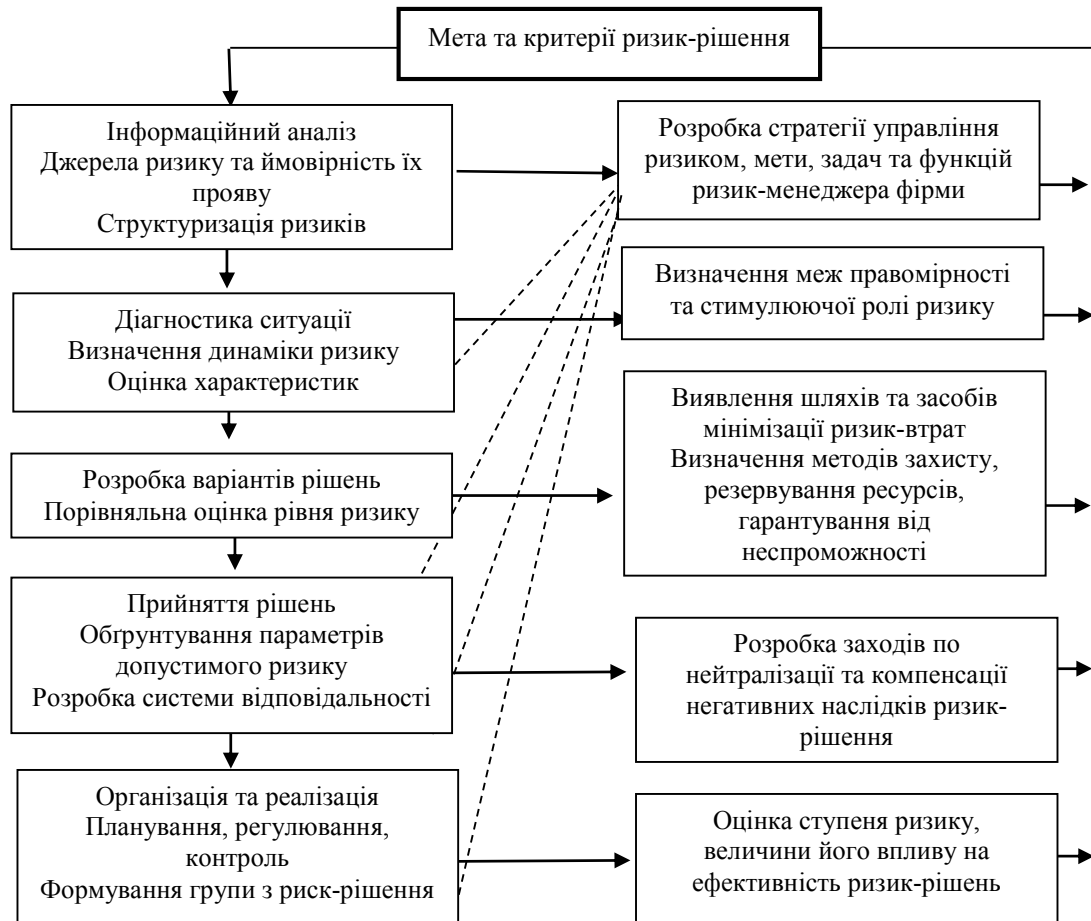 Мета та критерії ризик-рішення
Інформаційний аналіз
Джерела ризику та ймовірність їх
прояву
Структуризація ризиків
Розробка стратегії управління
ризиком, мети, задач та функцій
ризик-менеджера фірми
Діагностика ситуації
Визначення динаміки ризику
Оцінка характеристик
Визначення меж правомірності
та стимулюючої ролі ризику
Розробка варіантів рішень
Порівняльна оцінка рівня ризику
Виявлення шляхів та засобів
мінімізації ризик-втрат
Визначення методів захисту,
резервування ресурсів,
гарантування від
неспроможності
Прийняття рішень
Обґрунтування параметрів
допустимого ризику
Розробка системи відповідальності
Розробка заходів по
нейтралізації та компенсації
негативних наслідків ризик-
рішення
Організація та реалізація
Планування, регулювання,
контроль
Формування групи з риск-рішення
Оцінка ступеня ризику,
величини його впливу на
ефективність ризик-рішень